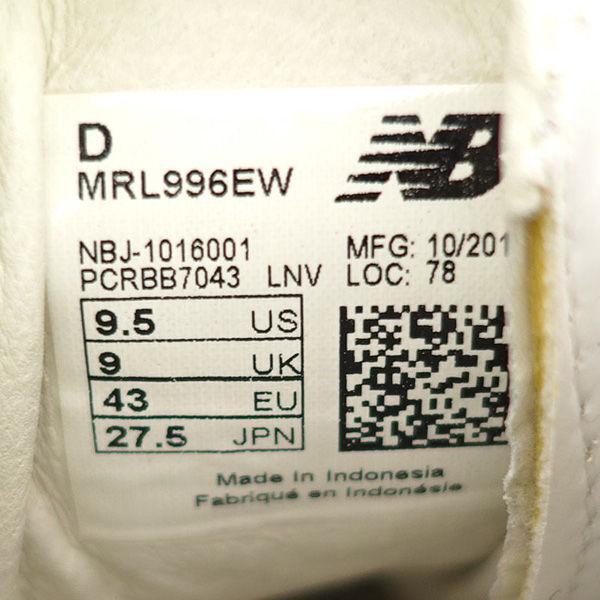 D
MRL996EW
NB
NBJ-1016001 MFG: 10/201
PCRBB7043 LNV LOC: 78
9.5 US
9 UK
43 EU
27.5 JPN
Made in Indonesia
Fabriqué en Indonésie